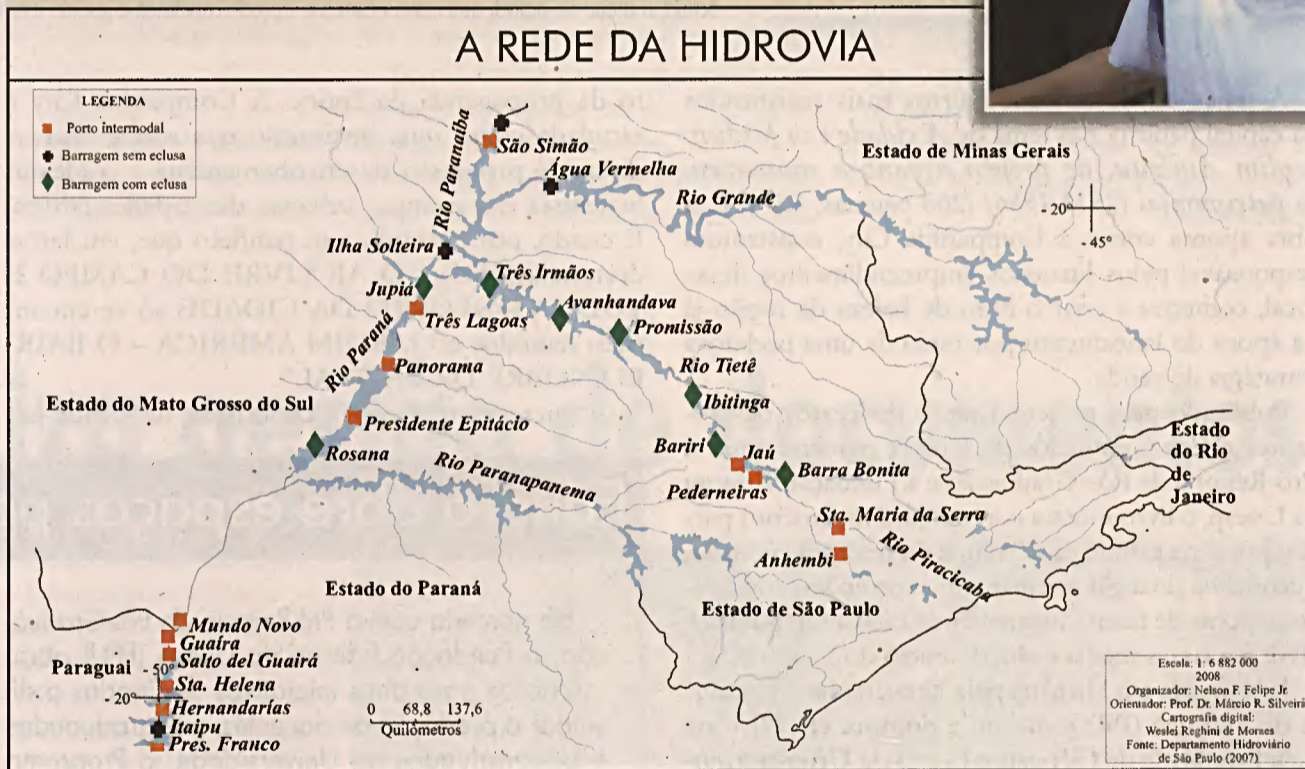 A REDE DA HIDROVIA
LEGENDA
Porto intermodal
Barragem sem eclusa
Barragem com eclusa
São Simão
Água Vermelha
Rio Paranaíba
Rio Grande
Estado de Minas Gerais
- 20°
- 45°
Ilha Solteira
Três Irmãos
Jupiá
Três Lagoas
Avanhandava
Promissão
Rio Paraná
Panorama
Rio Tietê
Ibitinga
Estado do Mato Grosso do Sul
Presidente Epitácio
Rosana
Bariri
Jaú
Barra Bonita
Pederneiras
Estado
do Rio
de
Janeiro
Rio Paranapanema
Sta. Maria da Serra
Anhembi
Rio Piracicaba
Estado do Paraná
Estado de São Paulo
Mundo Novo
Guaíra
Paraguai
- 50°
Salto del Guairá
Sta. Helena
- 20
Hernandarías
Itaipu
Pres. Franco
0 68,8 137,6
Quilômetros
Escola: 1: 6 882 000
2008
Organizador: Nelson F. Felipe Jr.
Orientador: Prof. Dr. Márcio R. Silveira
Cartografia digital:
Weslei Reghini de Moraes
Fonte: Departamento Hidroviário
de São Paulo (2007)